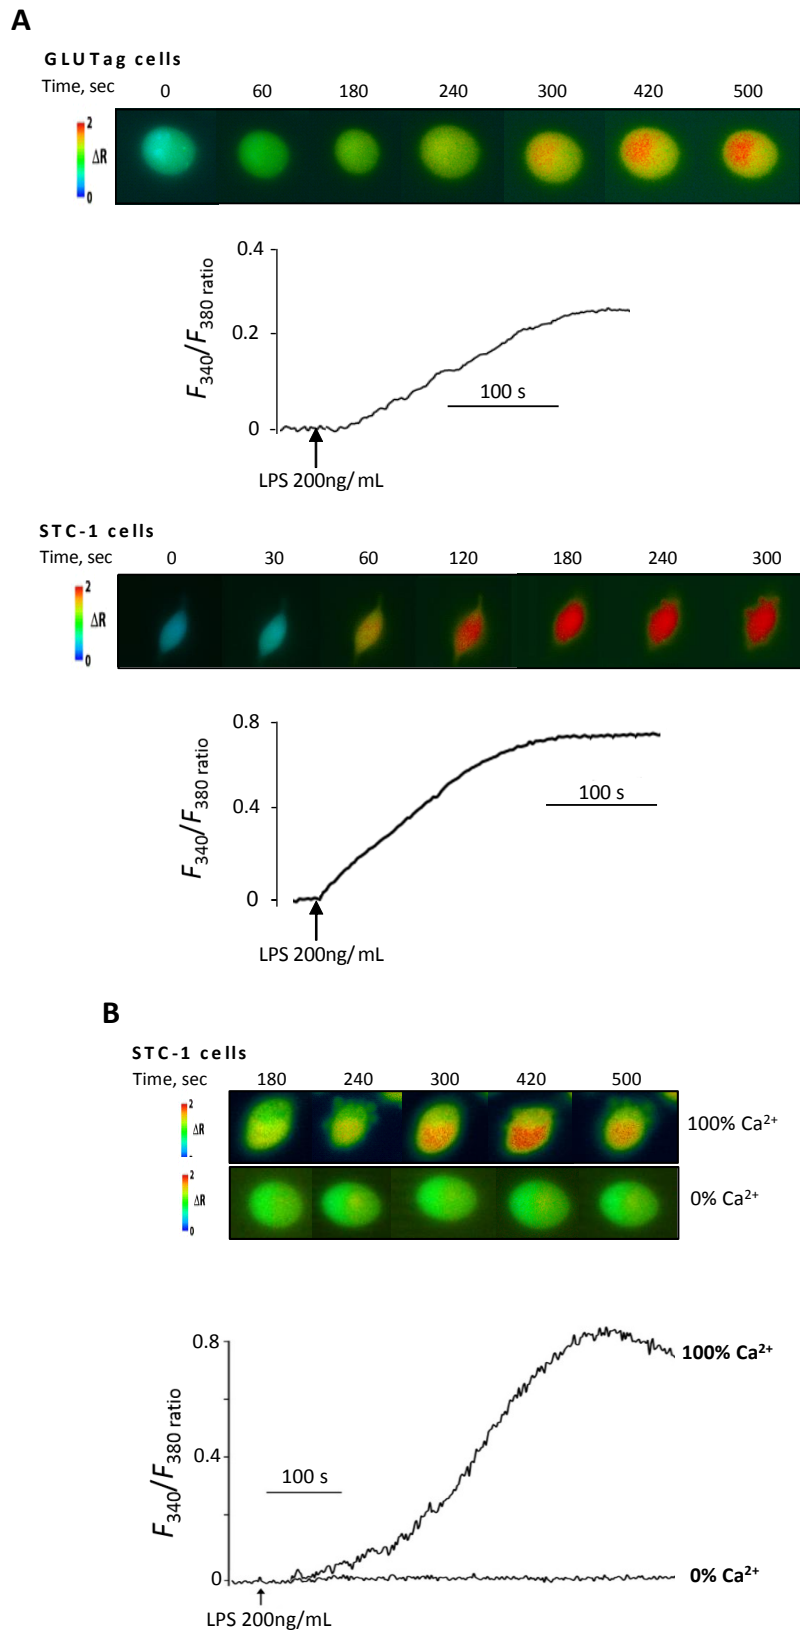 A
GLUTag cells
Time, sec 0 60 180 240 300 420 500
2
ΔR
0
0.4
0.2
0
F340/F380 ratio
100 s
LPS 200ng/mL
STC-1 cells
Time, sec 0 30 60 120 180 240 300
2
ΔR
0
0.8
0.4
0
F340/F380 ratio
100 s
LPS 200ng/mL
B
STC-1 cells
Time, sec 180 240 300 420 500
2
ΔR
100% Ca²⁺
2
ΔR
0
0% Ca²⁺
0.8
0.4
0
F340/F380 ratio
100 s
100% Ca²⁺
0% Ca²⁺
LPS 200ng/mL